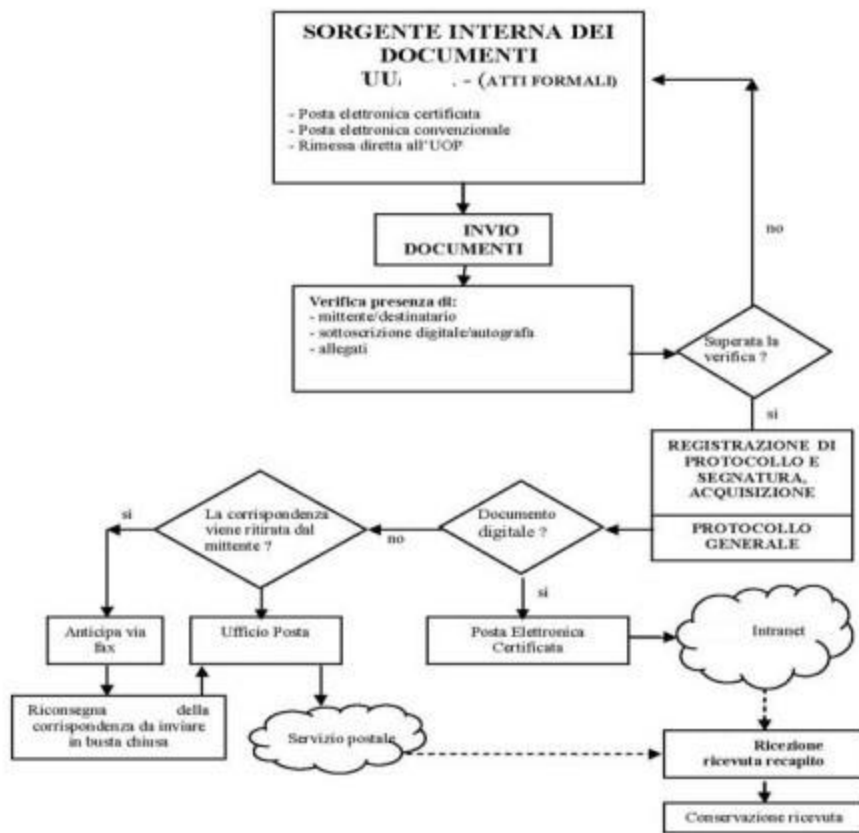 SORGENTE INTERNA DEI
DOCUMENTI
UU. . - (ATTI FORMALI)
- Posta elettronica certificata
- Posta elettronica convenzionale
- Rimessa diretta all'UOP
INVIO
DOCUMENTI
Verifica presenza di:
- mittente/destinatario
- sottoscrizione digitale/autografa
- allegati
no
Superata la
verifica ?
si
REGISTRAZIONE DI
PROTOCOLLO E
SEGNATURA,
ACQUISIZIONE
PROTOCOLLO
GENERALE
Documento
digitale ?
no
si
La corrispondenza
viene ritirata dal
mittente ?
si
Anticipa via
fax
Ufficio Posta
Posta Elettronica
Certificata
Intranet
Riconsegna della
corrispondenza da inviare
in busta chiusa
Servizio postale
Ricezione
ricevuta recapito
Conservazione ricevuta